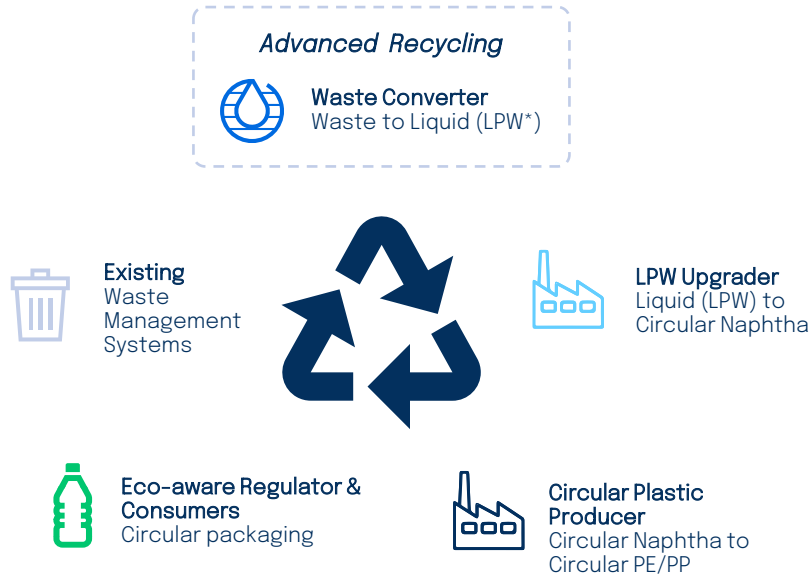 Advanced Recycling
Waste Converter
Waste to Liquid (LPW*)
Existing
Waste
Management
Systems
LPW Upgrader
Liquid (LPW) to
Circular Naphtha
Eco-aware Regulator &
Consumers
Circular packaging
Circular Plastic
Producer
Circular Naphtha to
Circular PE/PP